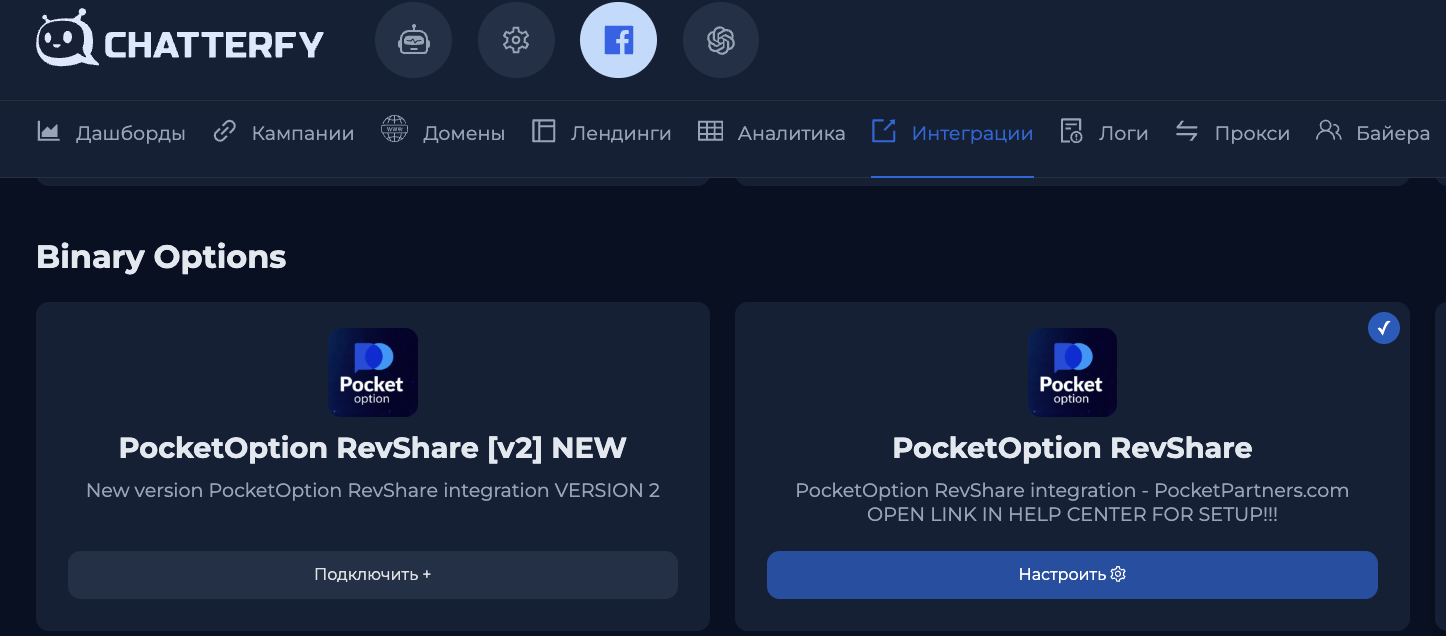 CHATTERFY
Дашборды Кампании www Домены Лендинги Аналитика Интеграции Логи Прокси Байера
Binary Options
Pocket
option
PocketOption RevShare [v2] NEW
New version PocketOption RevShare integration VERSION 2
Подключить +
Pocket
option
PocketOption RevShare
PocketOption RevShare integration - PocketPartners.com
OPEN LINK IN HELP CENTER FOR SETUP!!!
Настроить